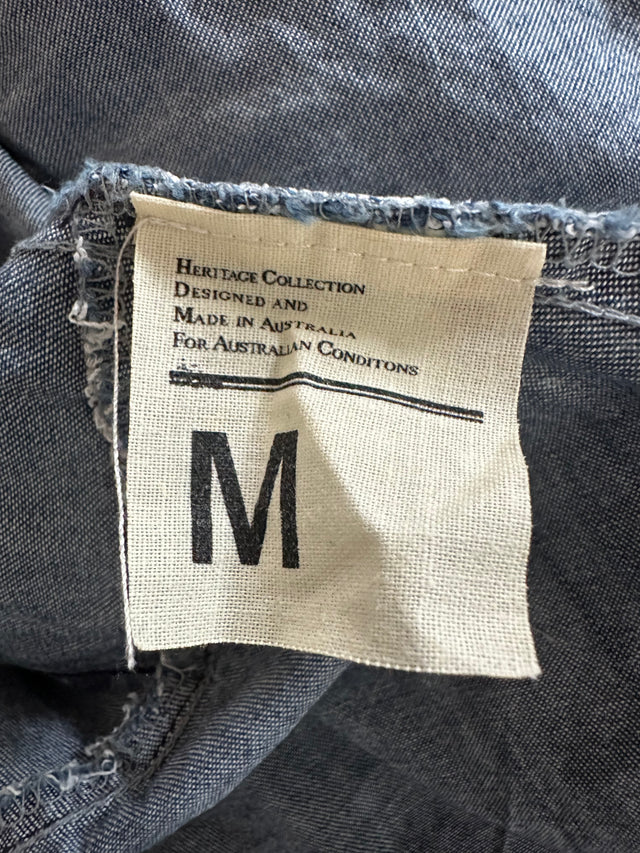 HERITAGE COLLECTION
DESIGNED AND
MADE IN AUSTRALIA
FOR AUSTRALIAN CONDITONS
M